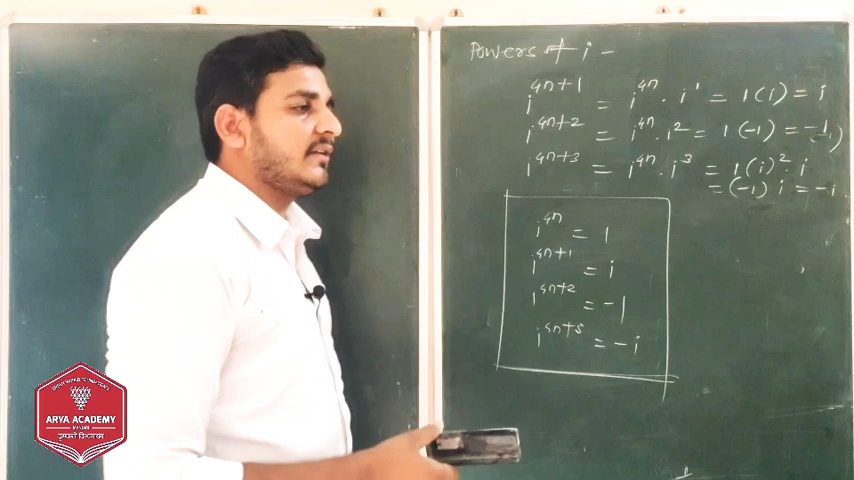 Powers of i -
i^4n+1 = i^4n . i^1 = 1(i) = i
i^4n+2 = i^4n . i^2 = 1(-1) = -1
i^4n+3 = i^4n . i^3 = 1(i)^2 . i
= (-1) i = -i
i^4n = 1
i^4n+1 = i
i^4n+2 = -1
i^4n+3 = -i
ARYA ACADEMY